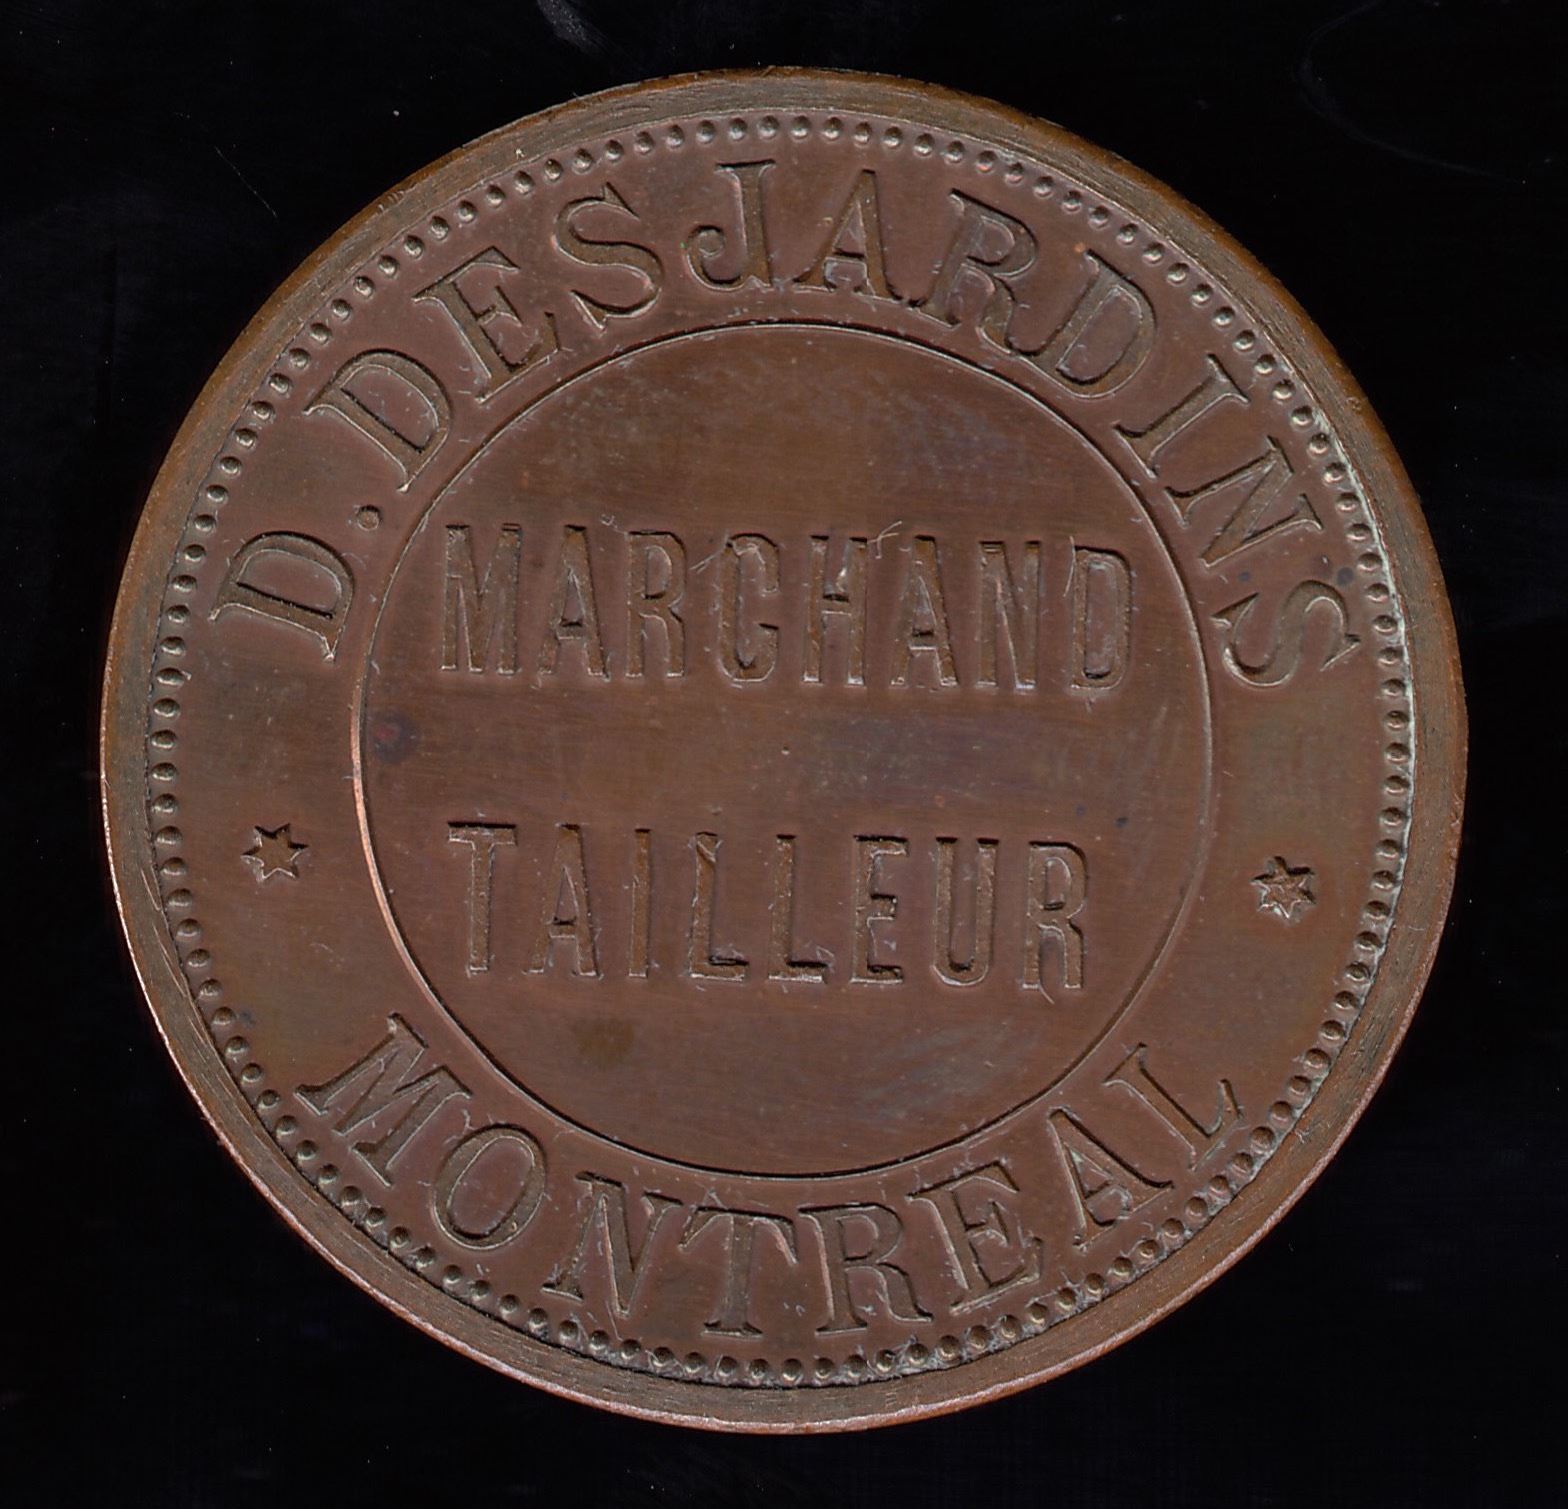 D. DESJARDINS
MARCHAND
TAILLEUR
MONTREAL